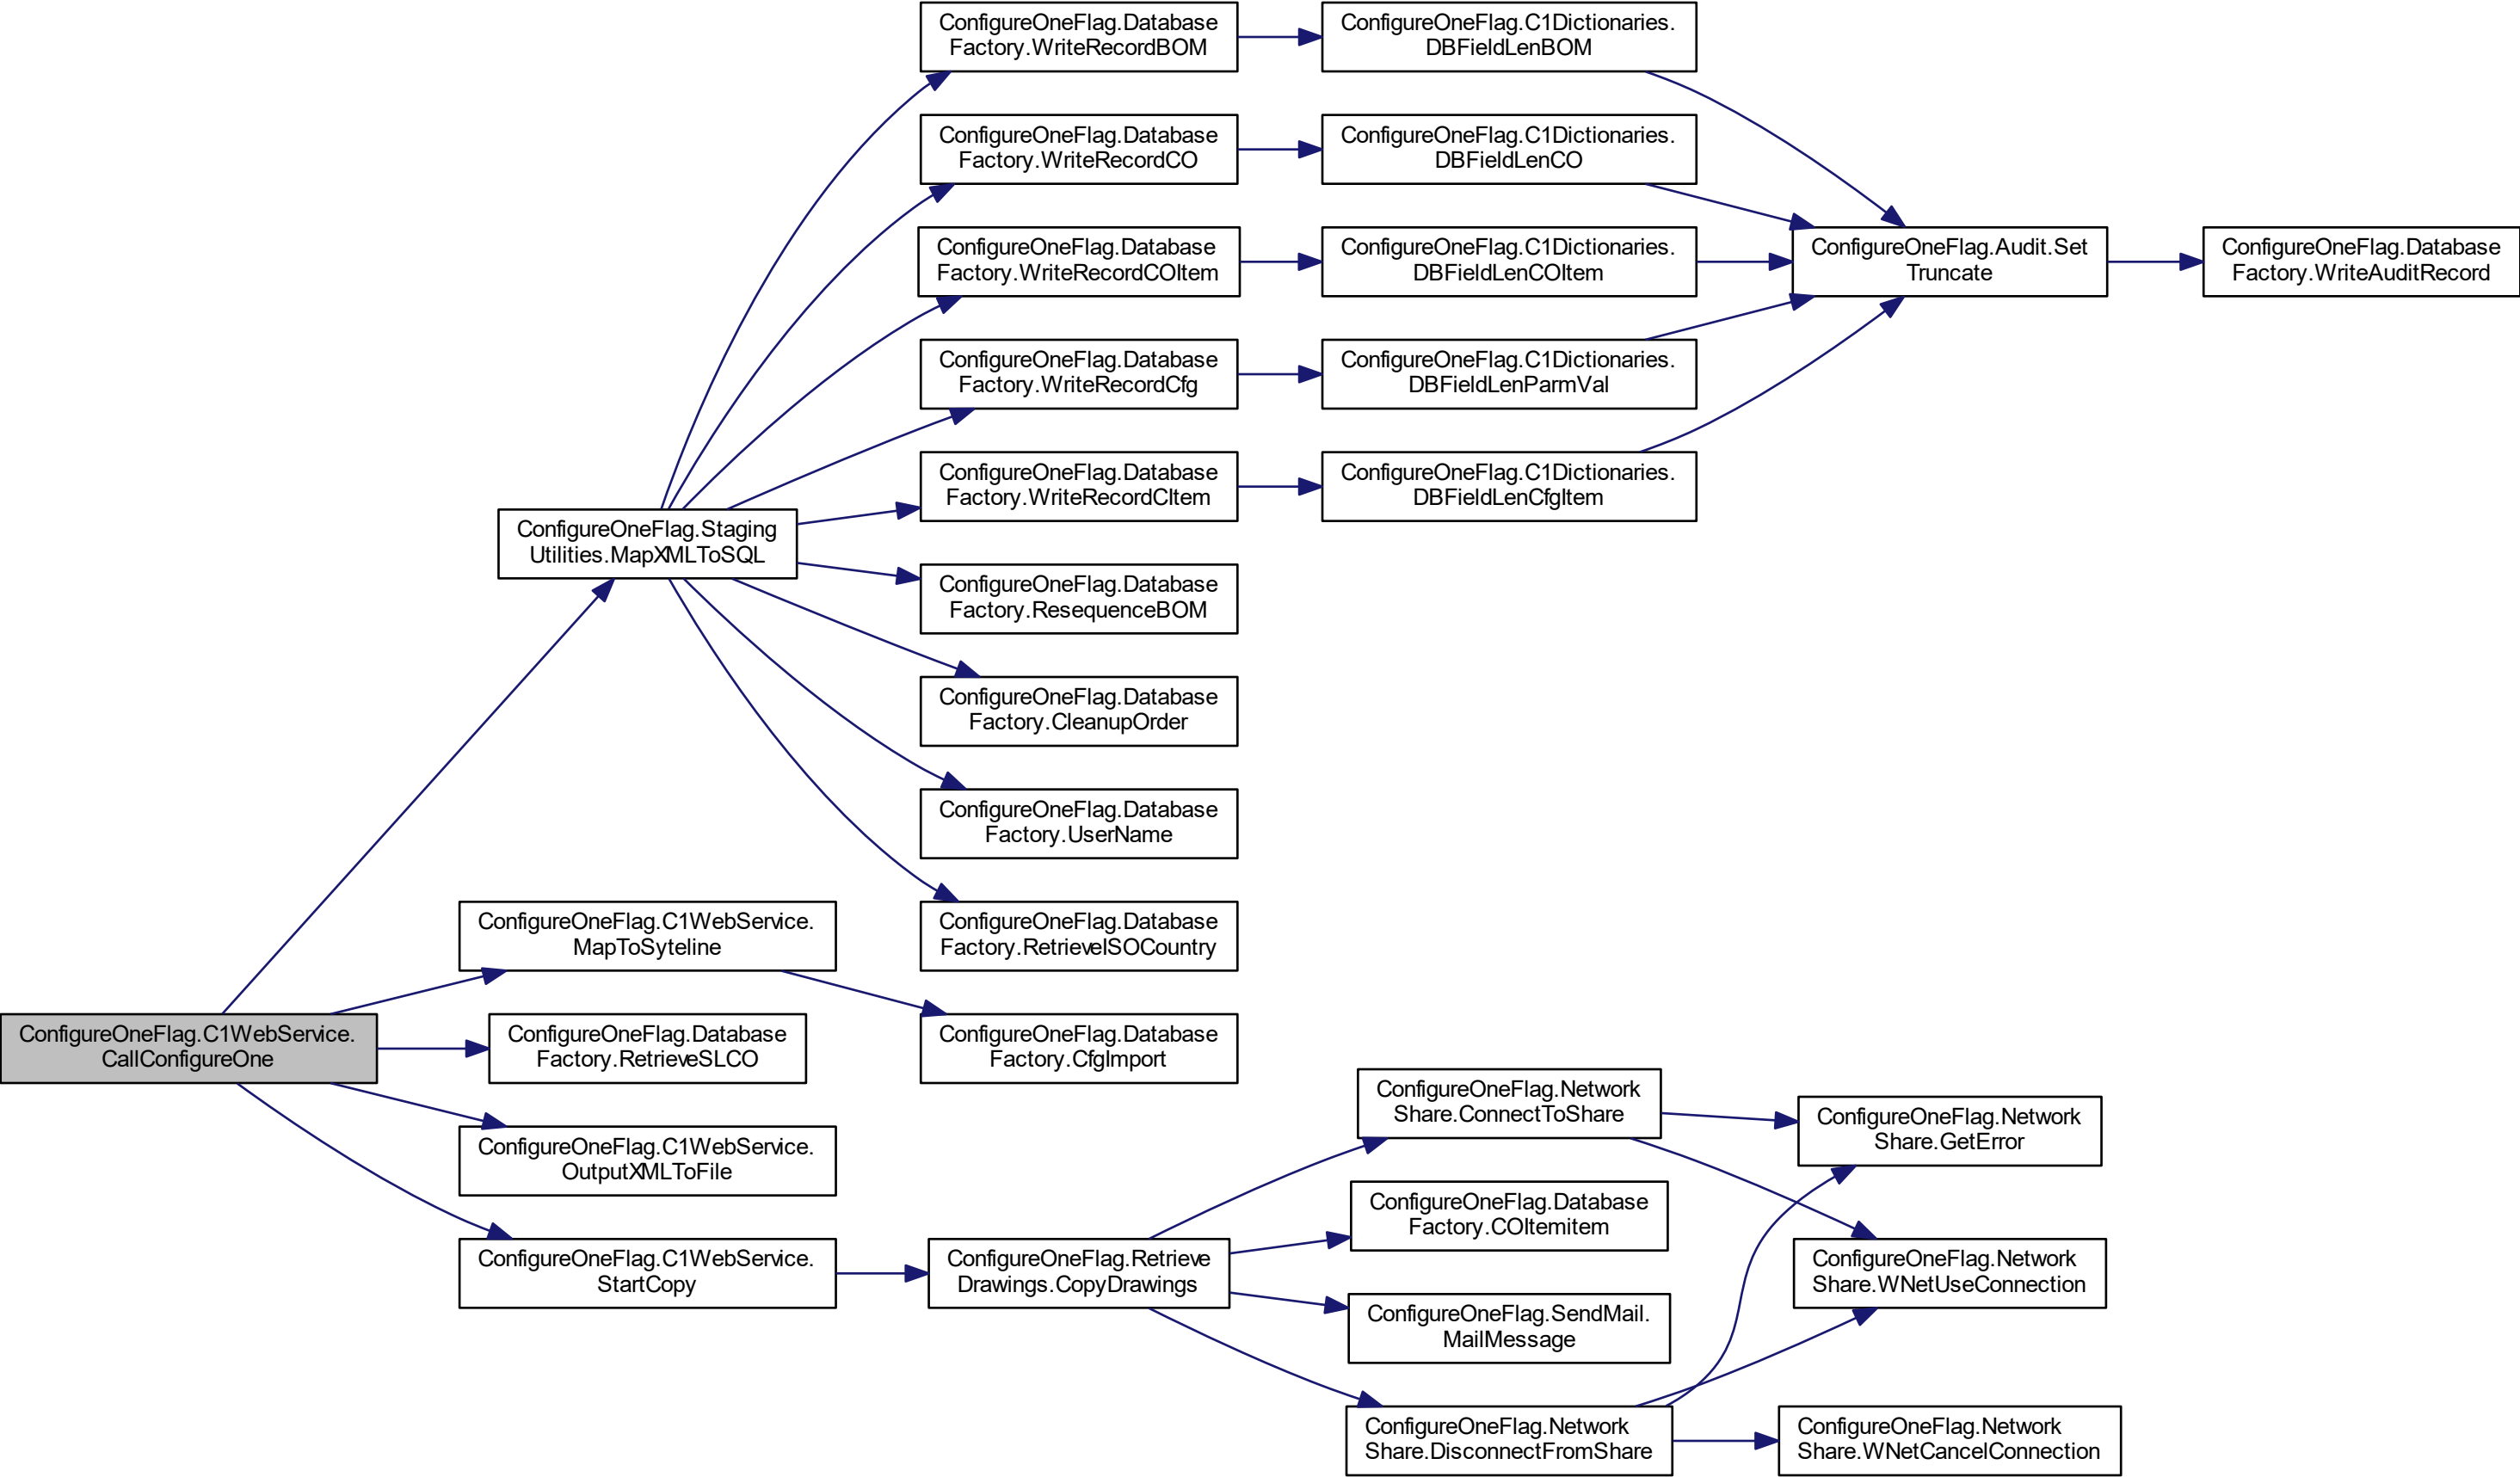 ConfigureOneFlag.Database
Factory.WriteRecordBOM
ConfigureOneFlag.C1Dictionaries.
DBFieldLenBOM
ConfigureOneFlag.Database
Factory.WriteRecordCO
ConfigureOneFlag.C1Dictionaries.
DBFieldLenCO
ConfigureOneFlag.Database
Factory.WriteRecordCOItem
ConfigureOneFlag.C1Dictionaries.
DBFieldLenCOItem
ConfigureOneFlag.Audit.Set
Truncate
ConfigureOneFlag.Database
Factory.WriteAuditRecord
ConfigureOneFlag.Database
Factory.WriteRecordCfg
ConfigureOneFlag.C1Dictionaries.
DBFieldLenParmVal
ConfigureOneFlag.Database
Factory.WriteRecordCItem
ConfigureOneFlag.C1Dictionaries.
DBFieldLenCfgItem
ConfigureOneFlag.Staging
Utilities.MapXMLToSQL
ConfigureOneFlag.Database
Factory.ResequenceBOM
ConfigureOneFlag.Database
Factory.CleanupOrder
ConfigureOneFlag.Database
Factory.UserName
ConfigureOneFlag.C1WebService.
MapToSyteline
ConfigureOneFlag.Database
Factory.RetrieveISOCountry
ConfigureOneFlag.C1WebService.
CallConfigureOne
ConfigureOneFlag.Database
Factory.RetrieveSLCO
ConfigureOneFlag.Database
Factory.CfgImport
ConfigureOneFlag.Network
Share.ConnectToShare
ConfigureOneFlag.Network
Share.GetError
ConfigureOneFlag.C1WebService.
OutputXMLToFile
ConfigureOneFlag.Database
Factory.COItemitem
ConfigureOneFlag.C1WebService.
StartCopy
ConfigureOneFlag.Retrieve
Drawings.CopyDrawings
ConfigureOneFlag.Network
Share.WNetUseConnection
ConfigureOneFlag.SendMail.
MailMessage
ConfigureOneFlag.Network
Share.DisconnectFromShare
ConfigureOneFlag.Network
Share.WNetCancelConnection